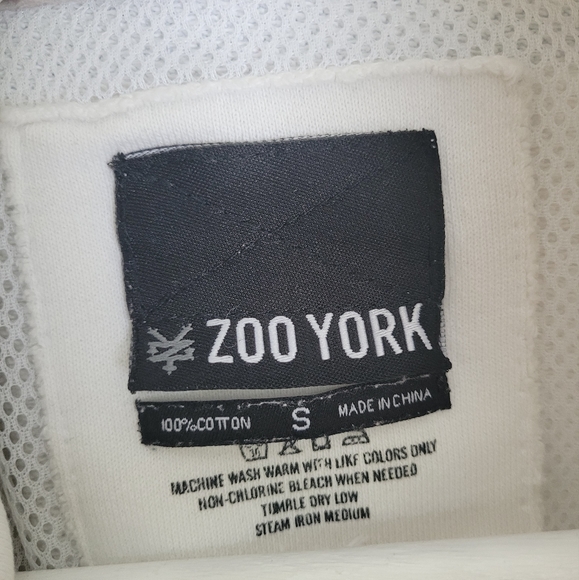 ZOO YORK
100% COTTON S MADE IN CHINA
MACHINE WASH WARM WITH LIKE COLORS ONLY
NON-CHLORINE BLEACH WHEN NEEDED
TUMBLE DRY LOW
STEAM IRON MEDIUM